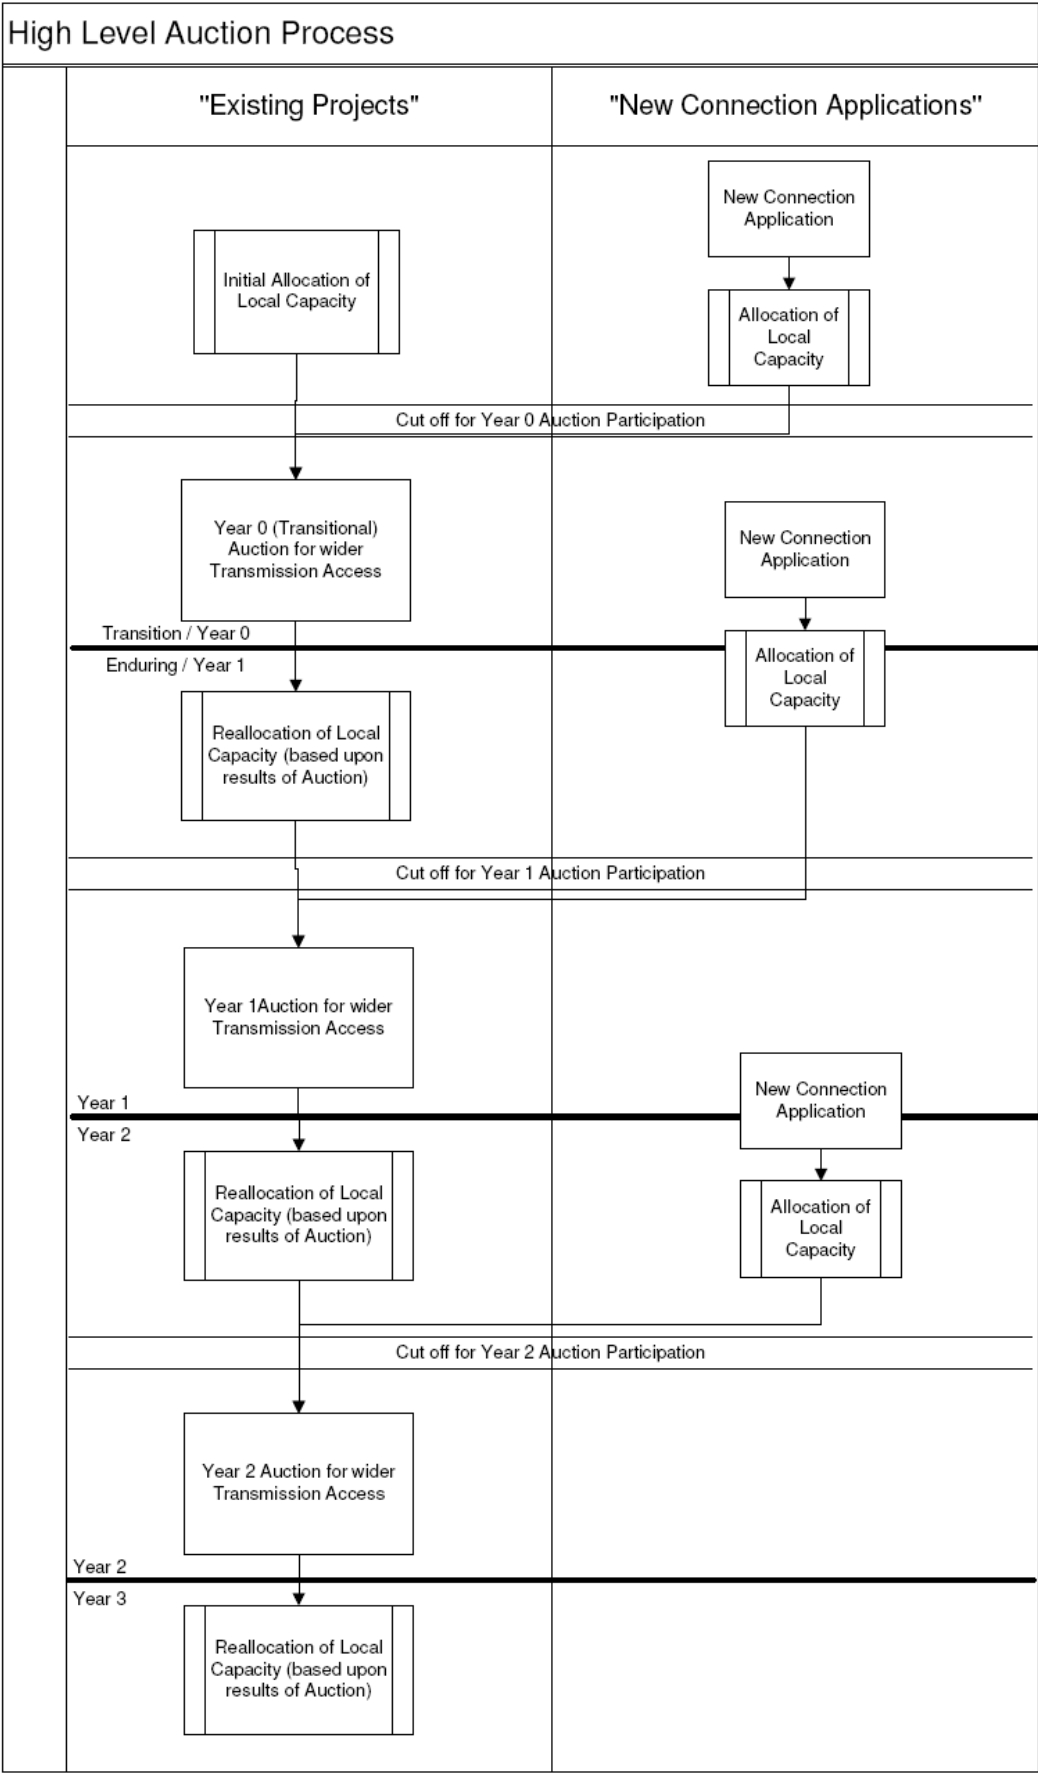 High Level Auction Process
"Existing Projects"
"New Connection Applications"
New Connection
Application
Initial Allocation of
Local Capacity
Allocation of
Local
Capacity
Cut off for Year 0 Auction Participation
Year 0 (Transitional)
Auction for wider
Transmission Access
New Connection
Application
Transition / Year 0
Enduring / Year 1
Allocation of
Local
Capacity
Reallocation of Local
Capacity (based upon
results of Auction)
Cut off for Year 1 Auction Participation
Year 1Auction for wider
Transmission Access
New Connection
Application
Year 1
Year 2
Reallocation of Local
Capacity (based upon
results of Auction)
Allocation of
Local
Capacity
Cut off for Year 2 Auction Participation
Year 2 Auction for wider
Transmission Access
Year 2
Year 3
Reallocation of Local
Capacity (based upon
results of Auction)